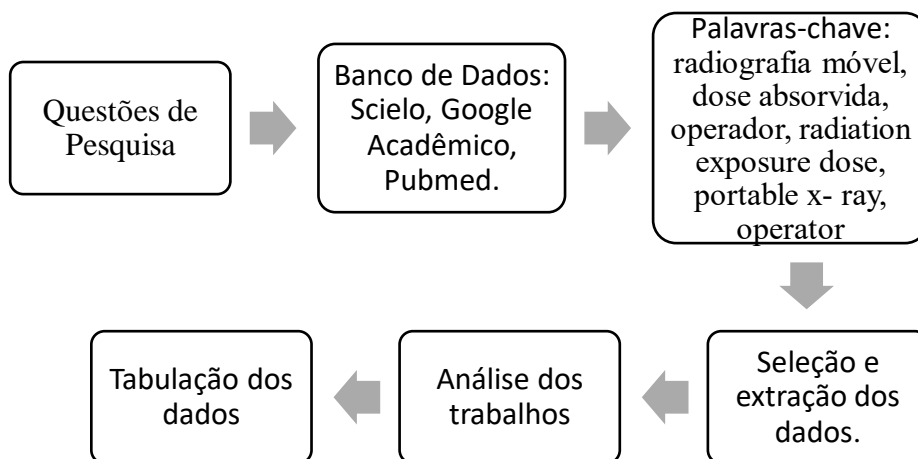 Questões de
Pesquisa
Banco de Dados:
Scielo, Google
Acadêmico,
Pubmed.
Palavras-chave:
radiografia móvel,
dose absorvida,
operador, radiation
exposure dose,
portable x- ray,
operator
Seleção e
extração dos
dados.
Análise dos
trabalhos
Tabulação dos
dados